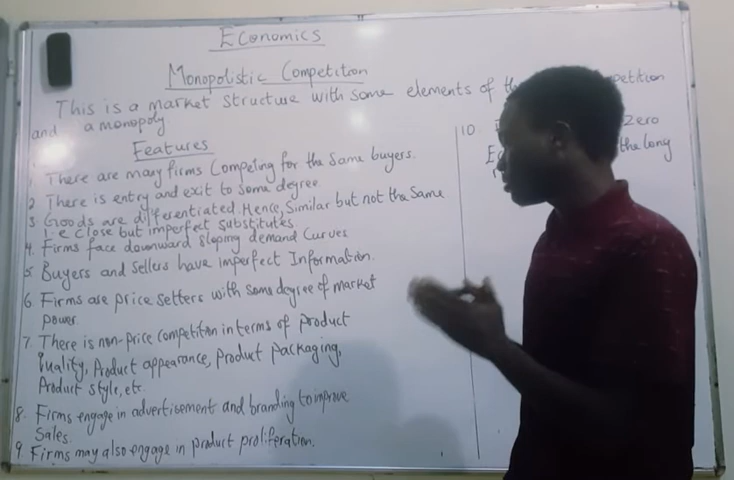 Economics
Monopolistic Competition
This is a market structure with some elements of
and a monopoly
Features
1. There are many firms Competing for the same buyers.
2 There is entry and exit to some degree
3 Goods are differentiated. Hence, Similar but not the Same
i.e close but imperfect substitutes.
4. Firms face downward sloping demand Curves
5 Buyers and Sellers have imperfect Information.
6 Firms are price setters with some degree of market
power.
7. There is non-price competition in terms of product
quality, Product appearance, Product packaging,
Product style, etc
8. Firms engage in advertisement and branding to improve
Sales.
9 Firms may also engage in product proliferation.
10. Zero
the long